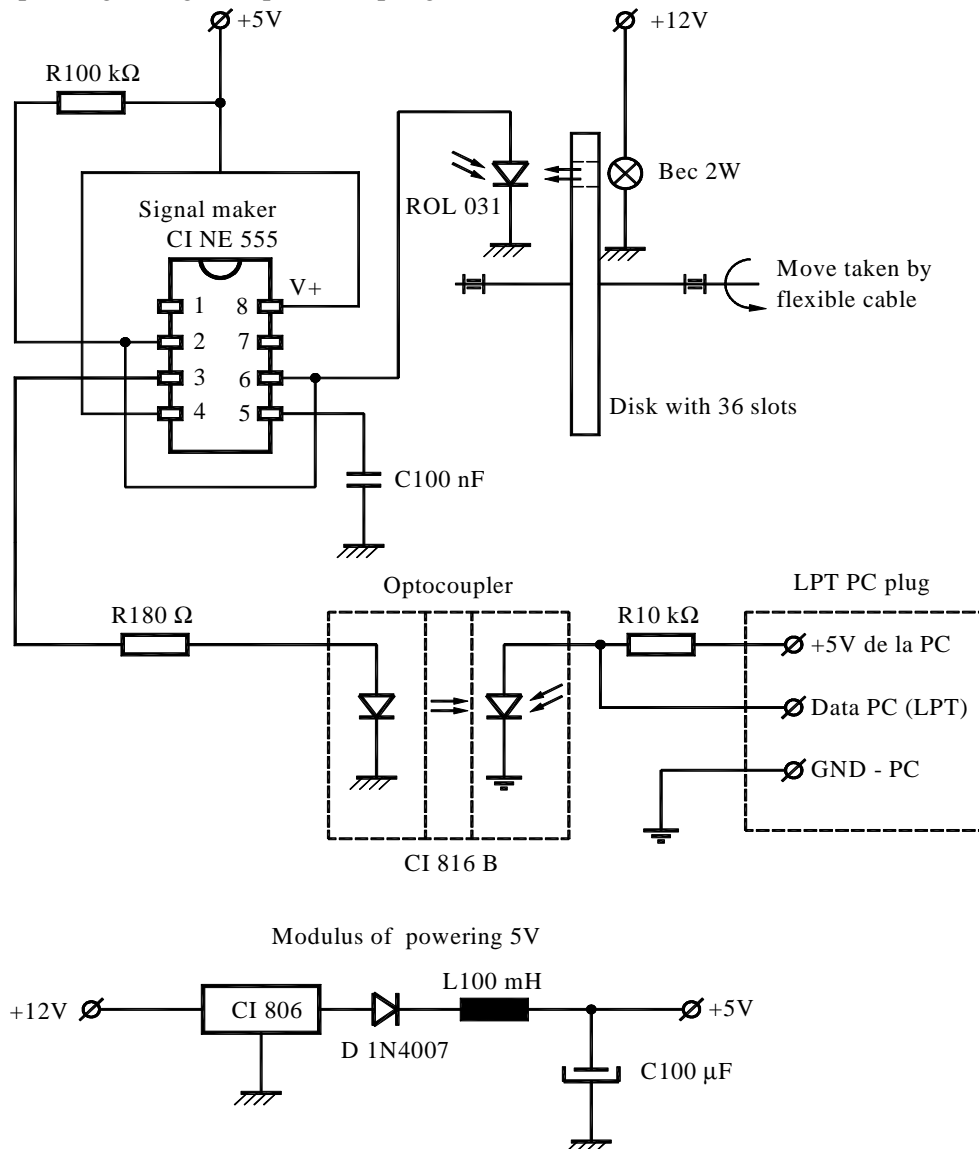 +5V
+12V
R100 kΩ
Bec 2W
ROL 031
Signal maker
CI NE 555
V+
Move taken by
flexible cable
1
8
2
7
3
6
4
5
Disk with 36 slots
C100 nF
Optocoupler
LPT PC plug
R180 Ω
R10 kΩ
+5V de la PC
Data PC (LPT)
GND - PC
CI 816 B
Modulus of powering 5V
L100 mH
+12V
CI 806
+5V
D 1N4007
C100 μF